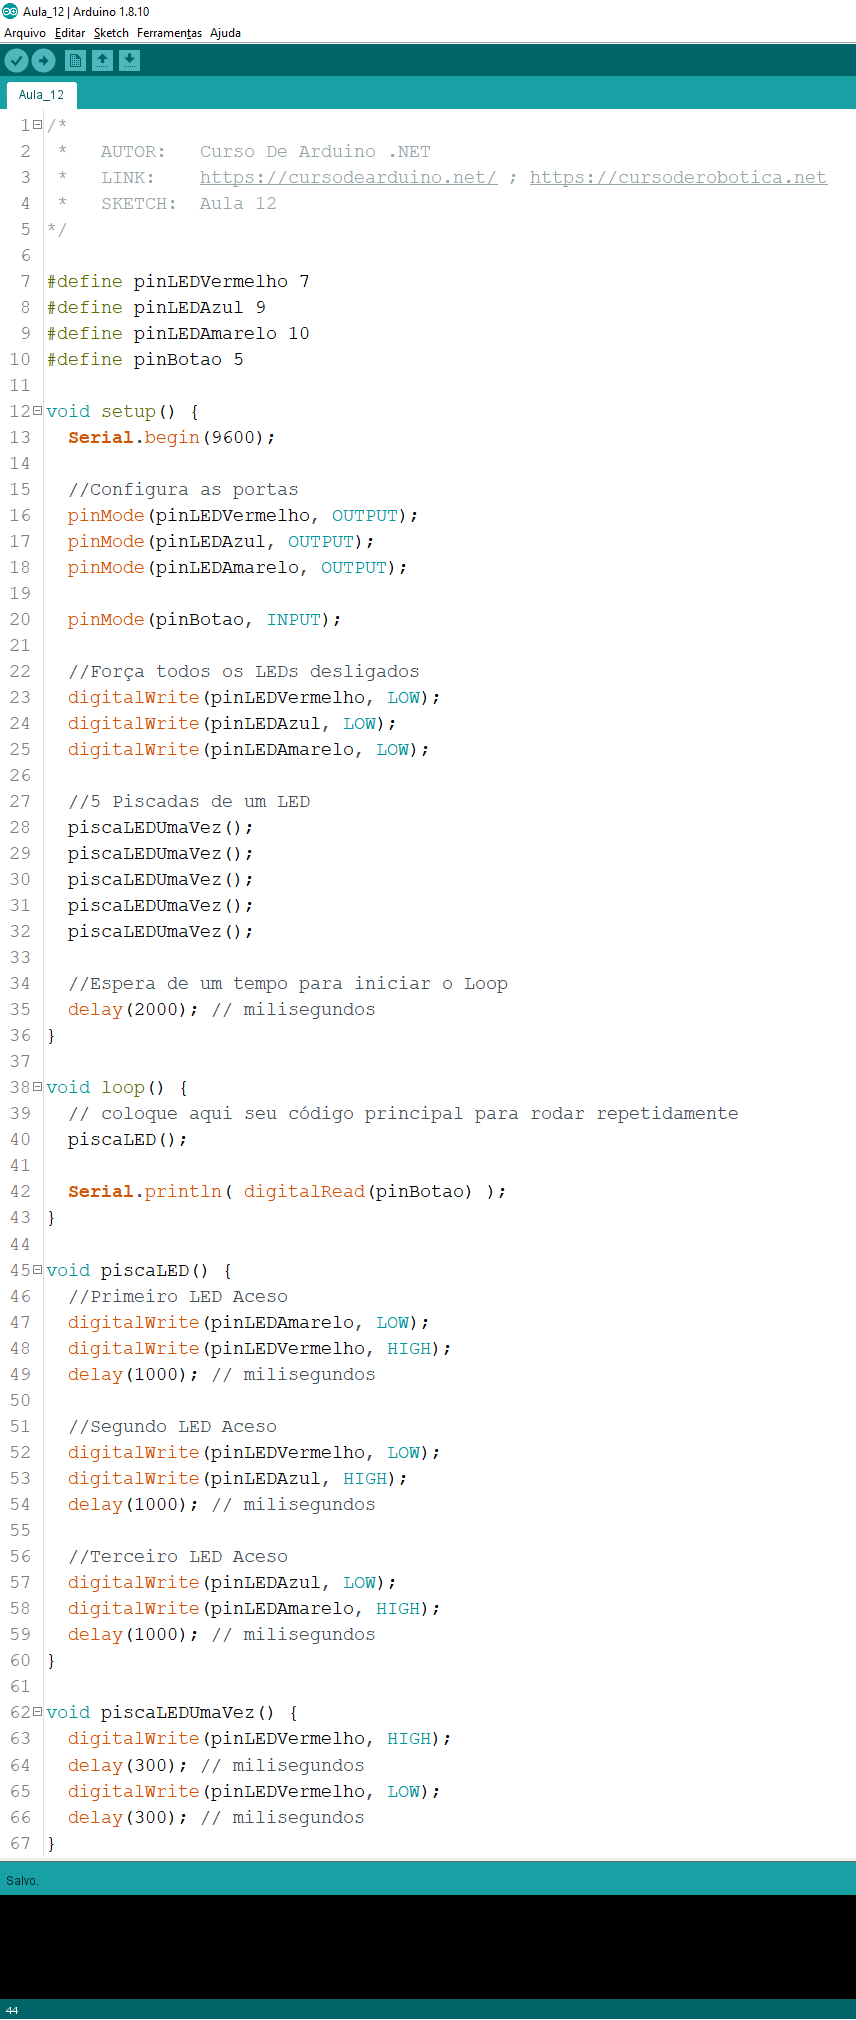 Aula_12 | Arduino 1.8.10
Arquivo Editar Sketch Ferramentas Ajuda
Aula_12
1 /*
2  *   AUTOR:   Curso De Arduino .NET
3  *   LINK:    https://cursodearduino.net/ ; https://cursoderobotica.net
4  *   SKETCH:  Aula 12
5 */
6
7 #define pinLEDVermelho 7
8 #define pinLEDAzul 9
9 #define pinLEDAmarelo 10
10 #define pinBotao 5
11
12 void setup() {
13   Serial.begin(9600);
14
15   //Configura as portas
16   pinMode(pinLEDVermelho, OUTPUT);
17   pinMode(pinLEDAzul, OUTPUT);
18   pinMode(pinLEDAmarelo, OUTPUT);
19
20   pinMode(pinBotao, INPUT);
21
22   //Força todos os LEDs desligados
23   digitalWrite(pinLEDVermelho, LOW);
24   digitalWrite(pinLEDAzul, LOW);
25   digitalWrite(pinLEDAmarelo, LOW);
26
27   //5 Piscadas de um LED
28   piscaLEDUmaVez();
29   piscaLEDUmaVez();
30   piscaLEDUmaVez();
31   piscaLEDUmaVez();
32   piscaLEDUmaVez();
33
34   //Espera de um tempo para iniciar o Loop
35   delay(2000); // milisegundos
36 }
37
38 void loop() {
39   // coloque aqui seu código principal para rodar repetidamente
40   piscaLED();
41
42   Serial.println( digitalRead(pinBotao) );
43 }
44
45 void piscaLED() {
46   //Primeiro LED Aceso
47   digitalWrite(pinLEDAmarelo, LOW);
48   digitalWrite(pinLEDVermelho, HIGH);
49   delay(1000); // milisegundos
50
51   //Segundo LED Aceso
52   digitalWrite(pinLEDVermelho, LOW);
53   digitalWrite(pinLEDAzul, HIGH);
54   delay(1000); // milisegundos
55
56   //Terceiro LED Aceso
57   digitalWrite(pinLEDAzul, LOW);
58   digitalWrite(pinLEDAmarelo, HIGH);
59   delay(1000); // milisegundos
60 }
61
62 void piscaLEDUmaVez() {
63   digitalWrite(pinLEDVermelho, HIGH);
64   delay(300); // milisegundos
65   digitalWrite(pinLEDVermelho, LOW);
66   delay(300); // milisegundos
67 }
Salvo.
44